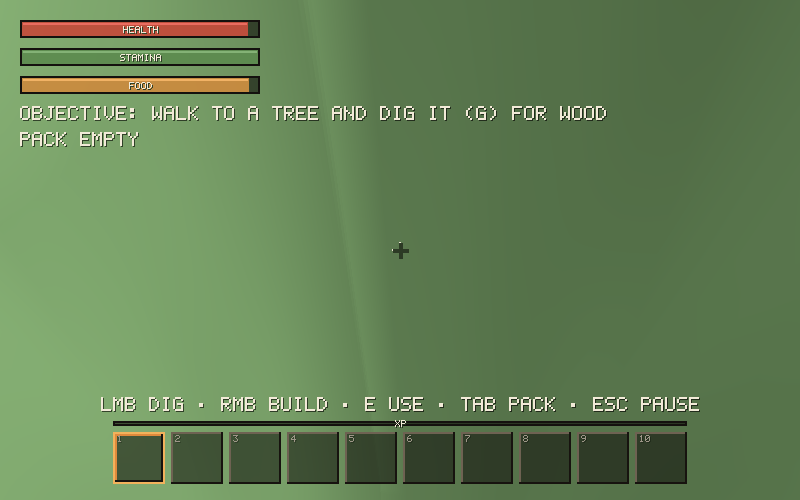 HEALTH
STAMINA
FOOD
OBJECTIVE: WALK TO A TREE AND DIG IT (G) FOR WOOD
PACK EMPTY
LMB DIG · RMB BUILD · E USE · TAB PACK · ESC PAUSE
XP
1 2 3 4 5 6 7 8 9 10